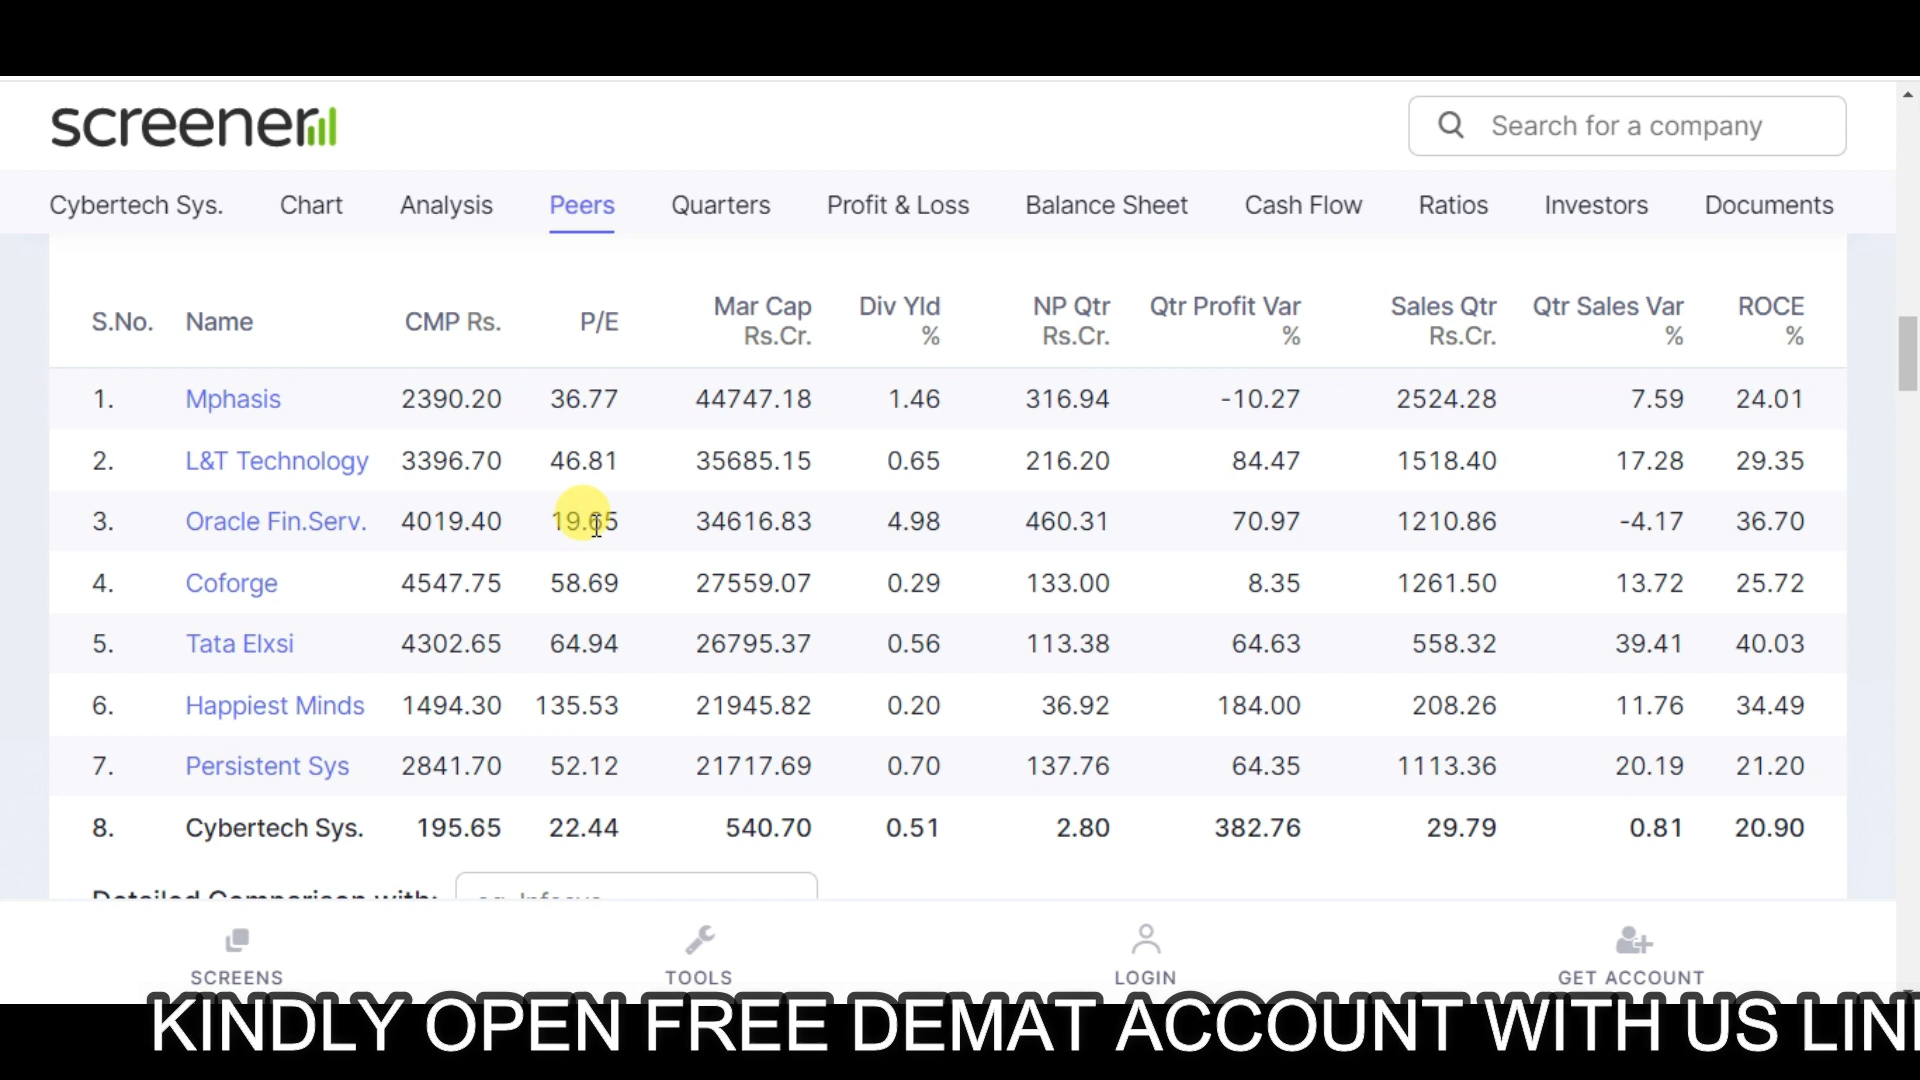 screener
Search for a company
Cybertech Sys. Chart Analysis Peers Quarters Profit & Loss Balance Sheet Cash Flow Ratios Investors Documents
S.No. Name CMP Rs. P/E Mar Cap Rs.Cr. Div Yld % NP Qtr Rs.Cr. Qtr Profit Var % Sales Qtr Rs.Cr. Qtr Sales Var % ROCE %
1. Mphasis 2390.20 36.77 44747.18 1.46 316.94 -10.27 2524.28 7.59 24.01
2. L&T Technology 3396.70 46.81 35685.15 0.65 216.20 84.47 1518.40 17.28 29.35
3. Oracle Fin.Serv. 4019.40 19.65 34616.83 4.98 460.31 70.97 1210.86 -4.17 36.70
4. Coforge 4547.75 58.69 27559.07 0.29 133.00 8.35 1261.50 13.72 25.72
5. Tata Elxsi 4302.65 64.94 26795.37 0.56 113.38 64.63 558.32 39.41 40.03
6. Happiest Minds 1494.30 135.53 21945.82 0.20 36.92 184.00 208.26 11.76 34.49
7. Persistent Sys 2841.70 52.12 21717.69 0.70 137.76 64.35 1113.36 20.19 21.20
8. Cybertech Sys. 195.65 22.44 540.70 0.51 2.80 382.76 29.79 0.81 20.90
Detailed Comparison with: eg. Infosys
SCREENS TOOLS LOGIN GET ACCOUNT
KINDLY OPEN FREE DEMAT ACCOUNT WITH US LIN